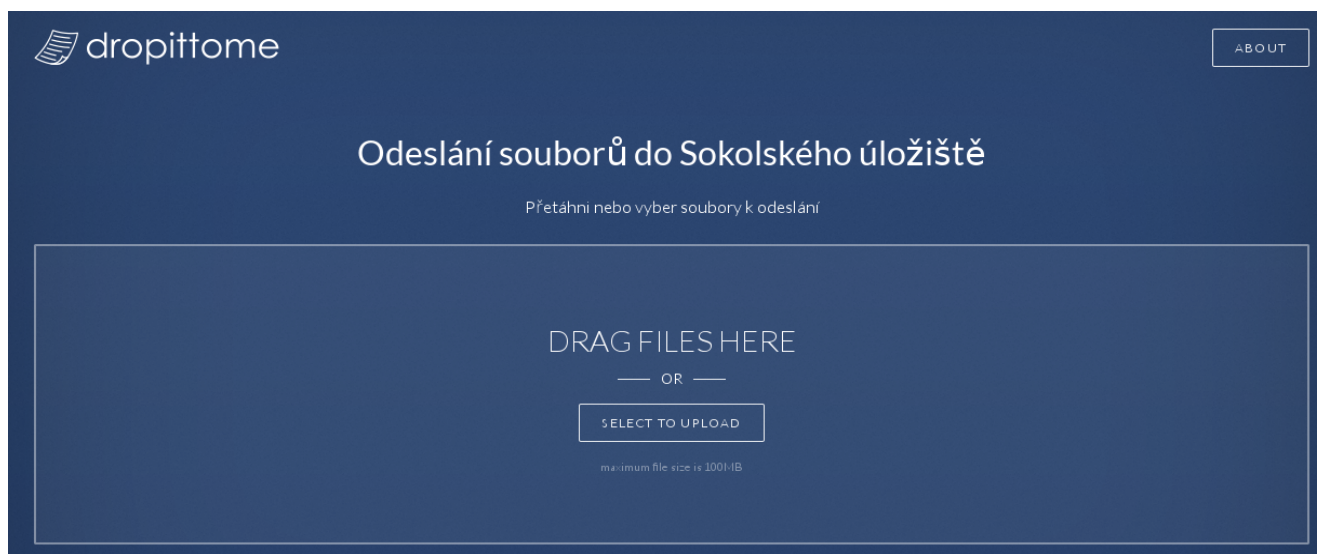 dropittome
ABOUT
Odeslání souborů do Sokolského úložiště
Přetáhni nebo vyber soubory k odeslání
DRAG FILES HERE
OR
SELECT TO UPLOAD
maximum file size is 100MB